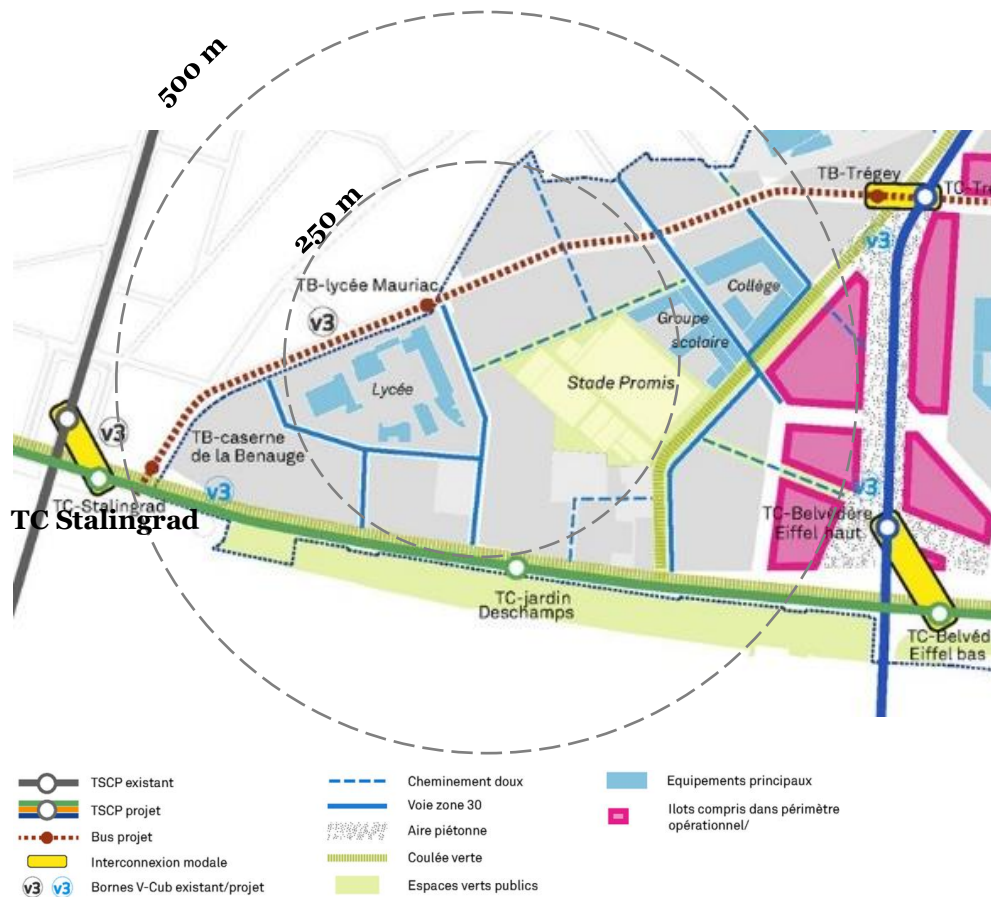 500 m
250 m
TB-Trégey
TC-Tré
v3
TB-lycée Mauriac
v3
Collège
Groupe
scolaire
Lycée
Stade Promis
v3
TB-caserne
de la Benauge
v3
v3
TC-Stalingrad
TC Stalingrad
TC-Belvédère
Eiffel haut
TC-jardin
Deschamps
TC-Belvéd
Eiffel bas
TSCP existant
TSCP projet
Bus projet
Interconnexion modale
v3 v3 Bornes V-Cub existant/projet
Cheminement doux
Voie zone 30
Aire piétonne
Coulée verte
Espaces verts publics
Equipements principaux
Ilots compris dans périmètre
opérationnel/